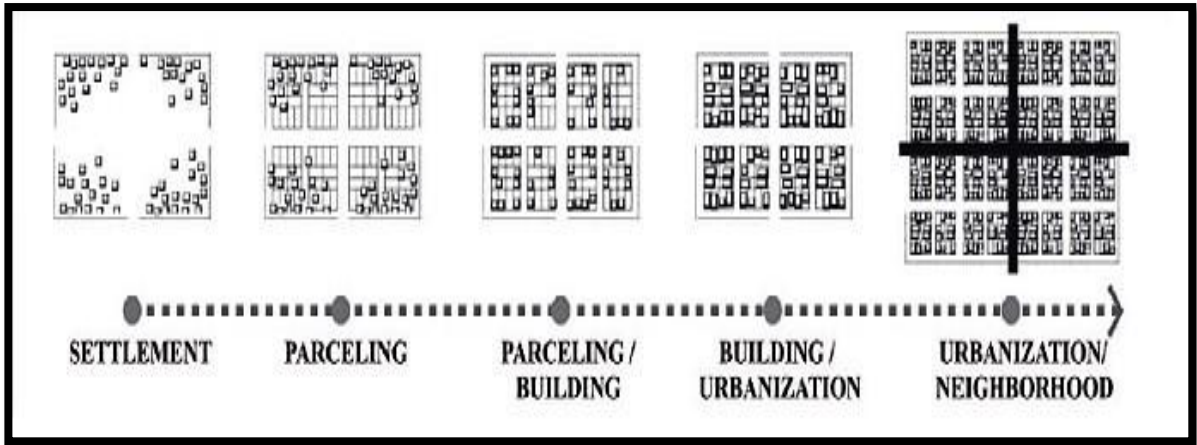 SETTLEMENT
PARCELING
PARCELING /
BUILDING
BUILDING /
URBANIZATION
URBANIZATION/
NEIGHBORHOOD